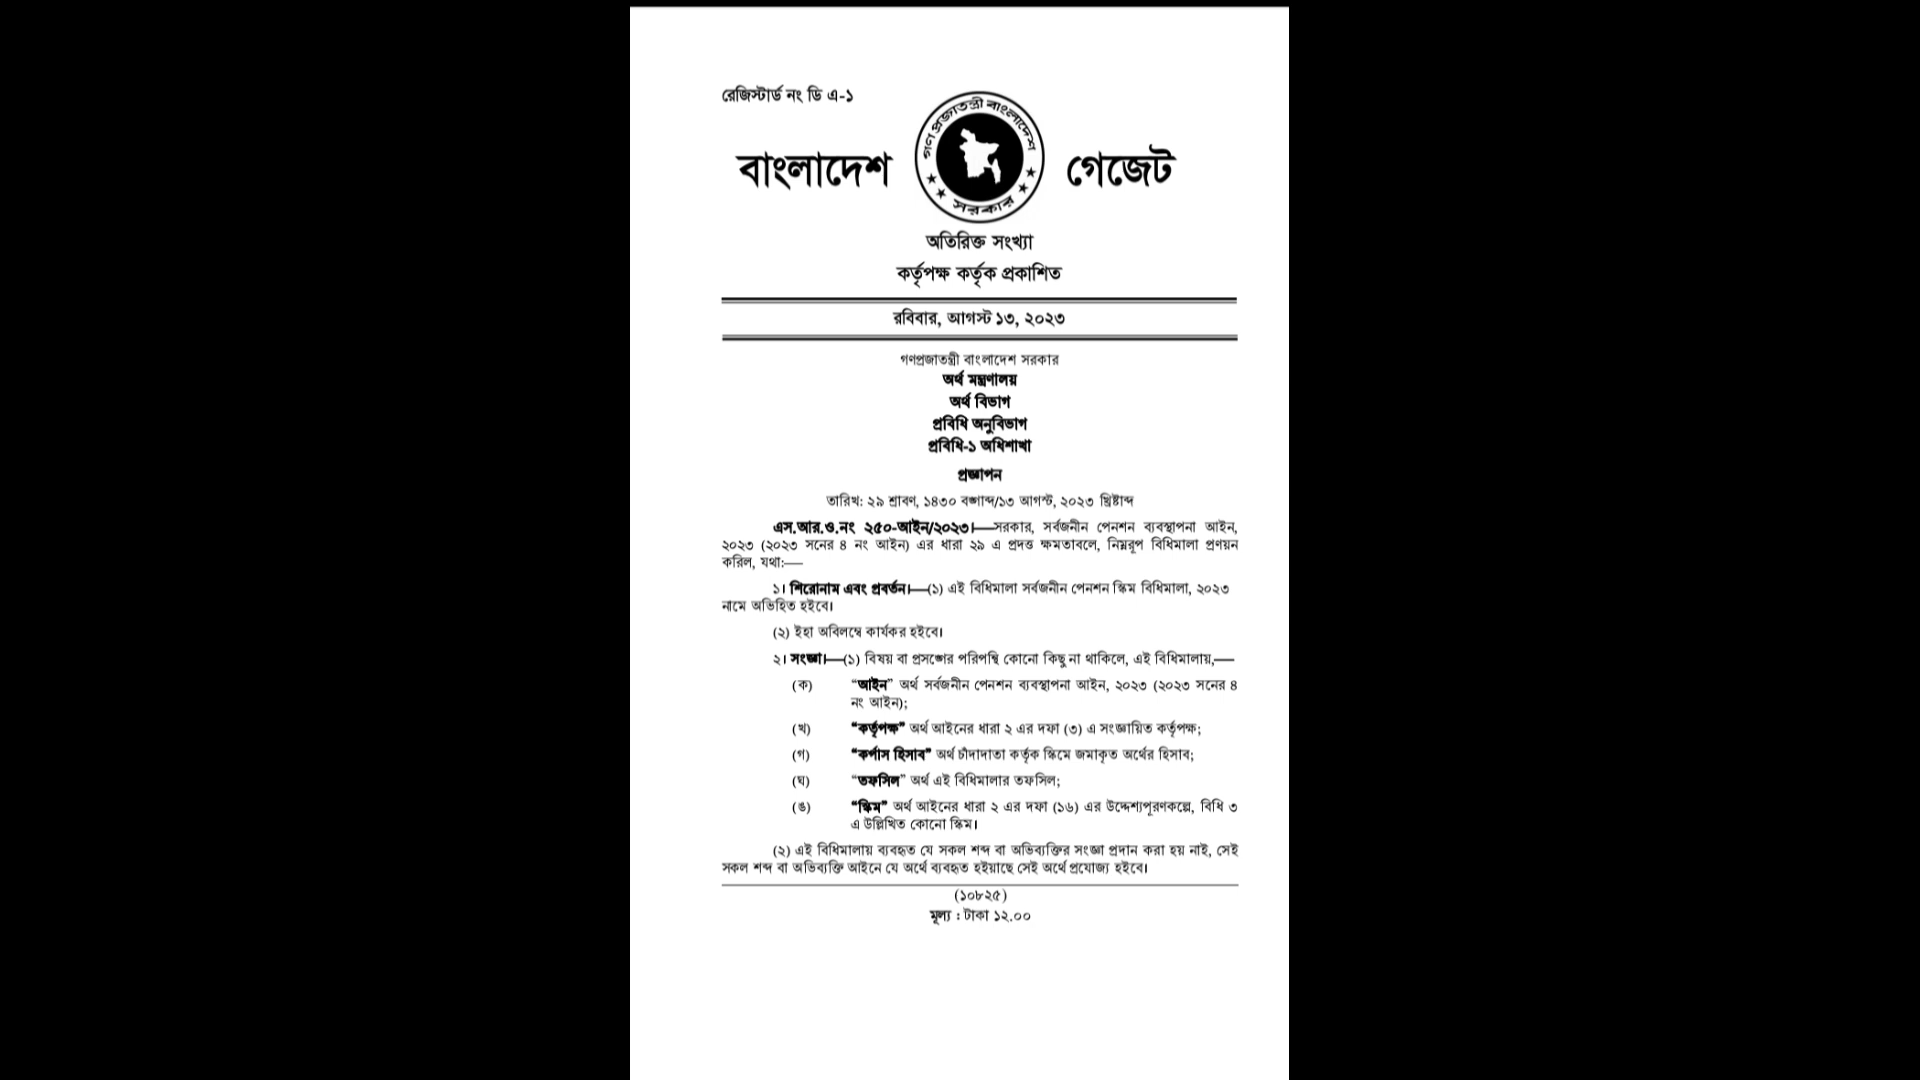 রেজিস্টার্ড নং ডি এ-১
গণপ্রজাতন্ত্রী বাংলাদেশ
সরকার
বাংলাদেশ গেজেট
অতিরিক্ত সংখ্যা
কর্তৃপক্ষ কর্তৃক প্রকাশিত
রবিবার, আগস্ট ১৩, ২০২৩
গণপ্রজাতন্ত্রী বাংলাদেশ সরকার
অর্থ মন্ত্রণালয়
অর্থ বিভাগ
প্রবিধি অনুবিভাগ
প্রবিধি-১ অধিশাখা
প্রজ্ঞাপন
তারিখ: ২৯ শ্রাবণ, ১৪৩০ বঙ্গাব্দ/১৩ আগস্ট, ২০২৩ খ্রিষ্টাব্দ
এস.আর.ও.নং ২৫০-আইন/২০২৩।—সরকার, সর্বজনীন পেনশন ব্যবস্থাপনা আইন,
২০২৩ (২০২৩ সনের ৪ নং আইন) এর ধারা ২৯ এ প্রদত্ত ক্ষমতাবলে, নিম্নরূপ বিধিমালা প্রণয়ন
করিল, যথা:—
১। শিরোনাম এবং প্রবর্তন।—(১) এই বিধিমালা সর্বজনীন পেনশন স্কিম বিধিমালা, ২০২৩
নামে অভিহিত হইবে।
(২) ইহা অবিলম্বে কার্যকর হইবে।
২। সংজ্ঞা।—(১) বিষয় বা প্রসঙ্গের পরিপন্থি কোনো কিছু না থাকিলে, এই বিধিমালায়,—
(ক) “আইন” অর্থ সর্বজনীন পেনশন ব্যবস্থাপনা আইন, ২০২৩ (২০২৩ সনের ৪
নং আইন);
(খ) “কর্তৃপক্ষ” অর্থ আইনের ধারা ২ এর দফা (৩) এ সংজ্ঞায়িত কর্তৃপক্ষ;
(গ) “কর্পাস হিসাব” অর্থ চাঁদাদাতা কর্তৃক স্কিমে জমাকৃত অর্থের হিসাব;
(ঘ) “তফসিল” অর্থ এই বিধিমালার তফসিল;
(ঙ) “স্কিম” অর্থ আইনের ধারা ২ এর দফা (১৬) এর উদ্দেশ্যপূরণকল্পে, বিধি ৩
এ উল্লিখিত কোনো স্কিম।
(২) এই বিধিমালায় ব্যবহৃত যে সকল শব্দ বা অভিব্যক্তির সংজ্ঞা প্রদান করা হয় নাই, সেই
সকল শব্দ বা অভিব্যক্তি আইনে যে অর্থে ব্যবহৃত হইয়াছে সেই অর্থে প্রযোজ্য হইবে।
(১০৮২৫)
মূল্য : টাকা ১২.০০